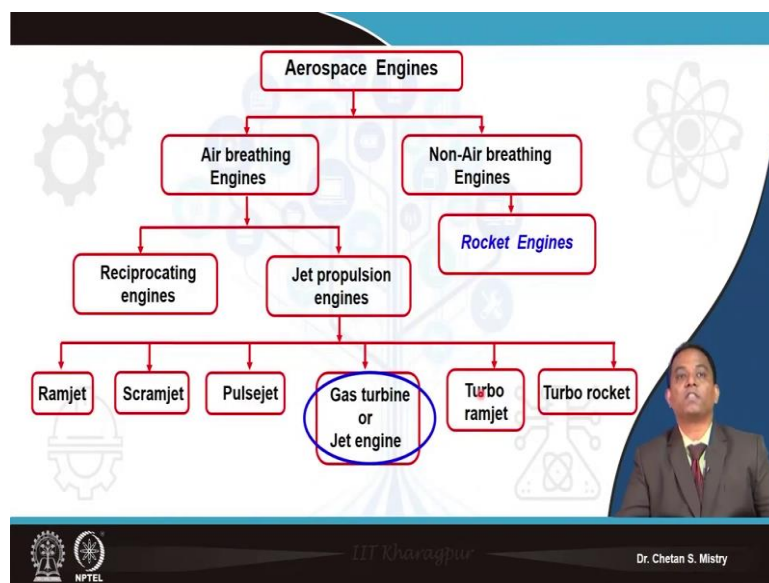 Aerospace Engines
Air breathing
Engines
Non-Air breathing
Engines
Rocket Engines
Reciprocating
engines
Jet propulsion
engines
Ramjet
Scramjet
Pulsejet
Gas turbine
or
Jet engine
Turbo
ramjet
Turbo rocket
IIT Kharagpur
NPTEL
Dr. Chetan S. Mistry